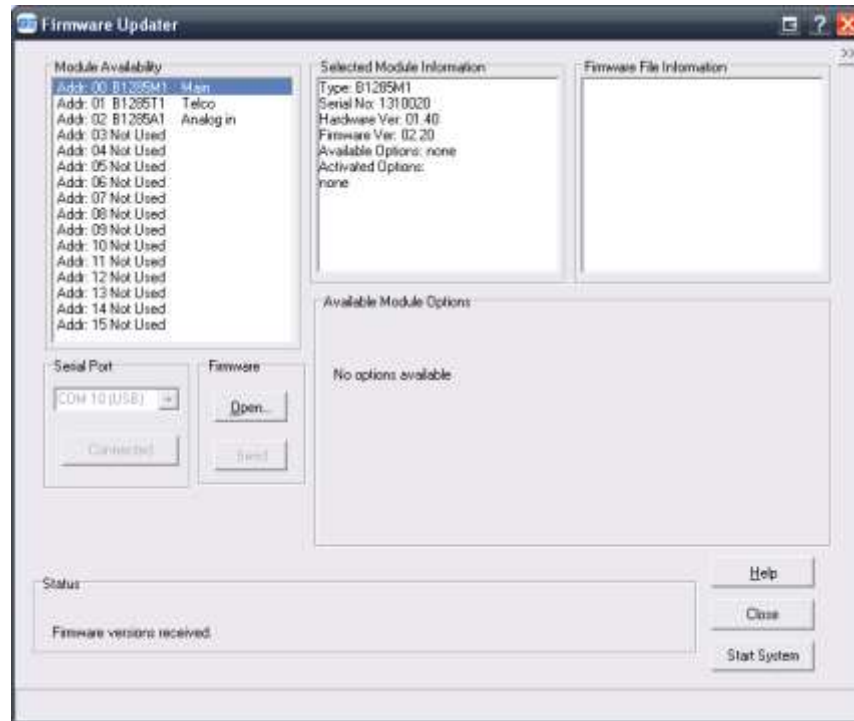 Firmware Updater
Module Availability
Addr: 00 B1285M1 Main
Addr: 01 B1285T1 Telco
Addr: 02 B1285A1 Analog in
Addr: 03 Not Used
Addr: 04 Not Used
Addr: 05 Not Used
Addr: 06 Not Used
Addr: 07 Not Used
Addr: 08 Not Used
Addr: 09 Not Used
Addr: 10 Not Used
Addr: 11 Not Used
Addr: 12 Not Used
Addr: 13 Not Used
Addr: 14 Not Used
Addr: 15 Not Used
Selected Module Information
Type: B1285M1
Serial No: 1310020
Hardware Ver: 01.40
Firmware Ver: 02.20
Available Options: none
Activated Options:
none
Firmware File Information
>>
Available Module Options
No options available
Serial Port
COM 10 (USB)
Connected
Firmware
Open...
Send
Status
Firmware versions received.
Help
Close
Start System